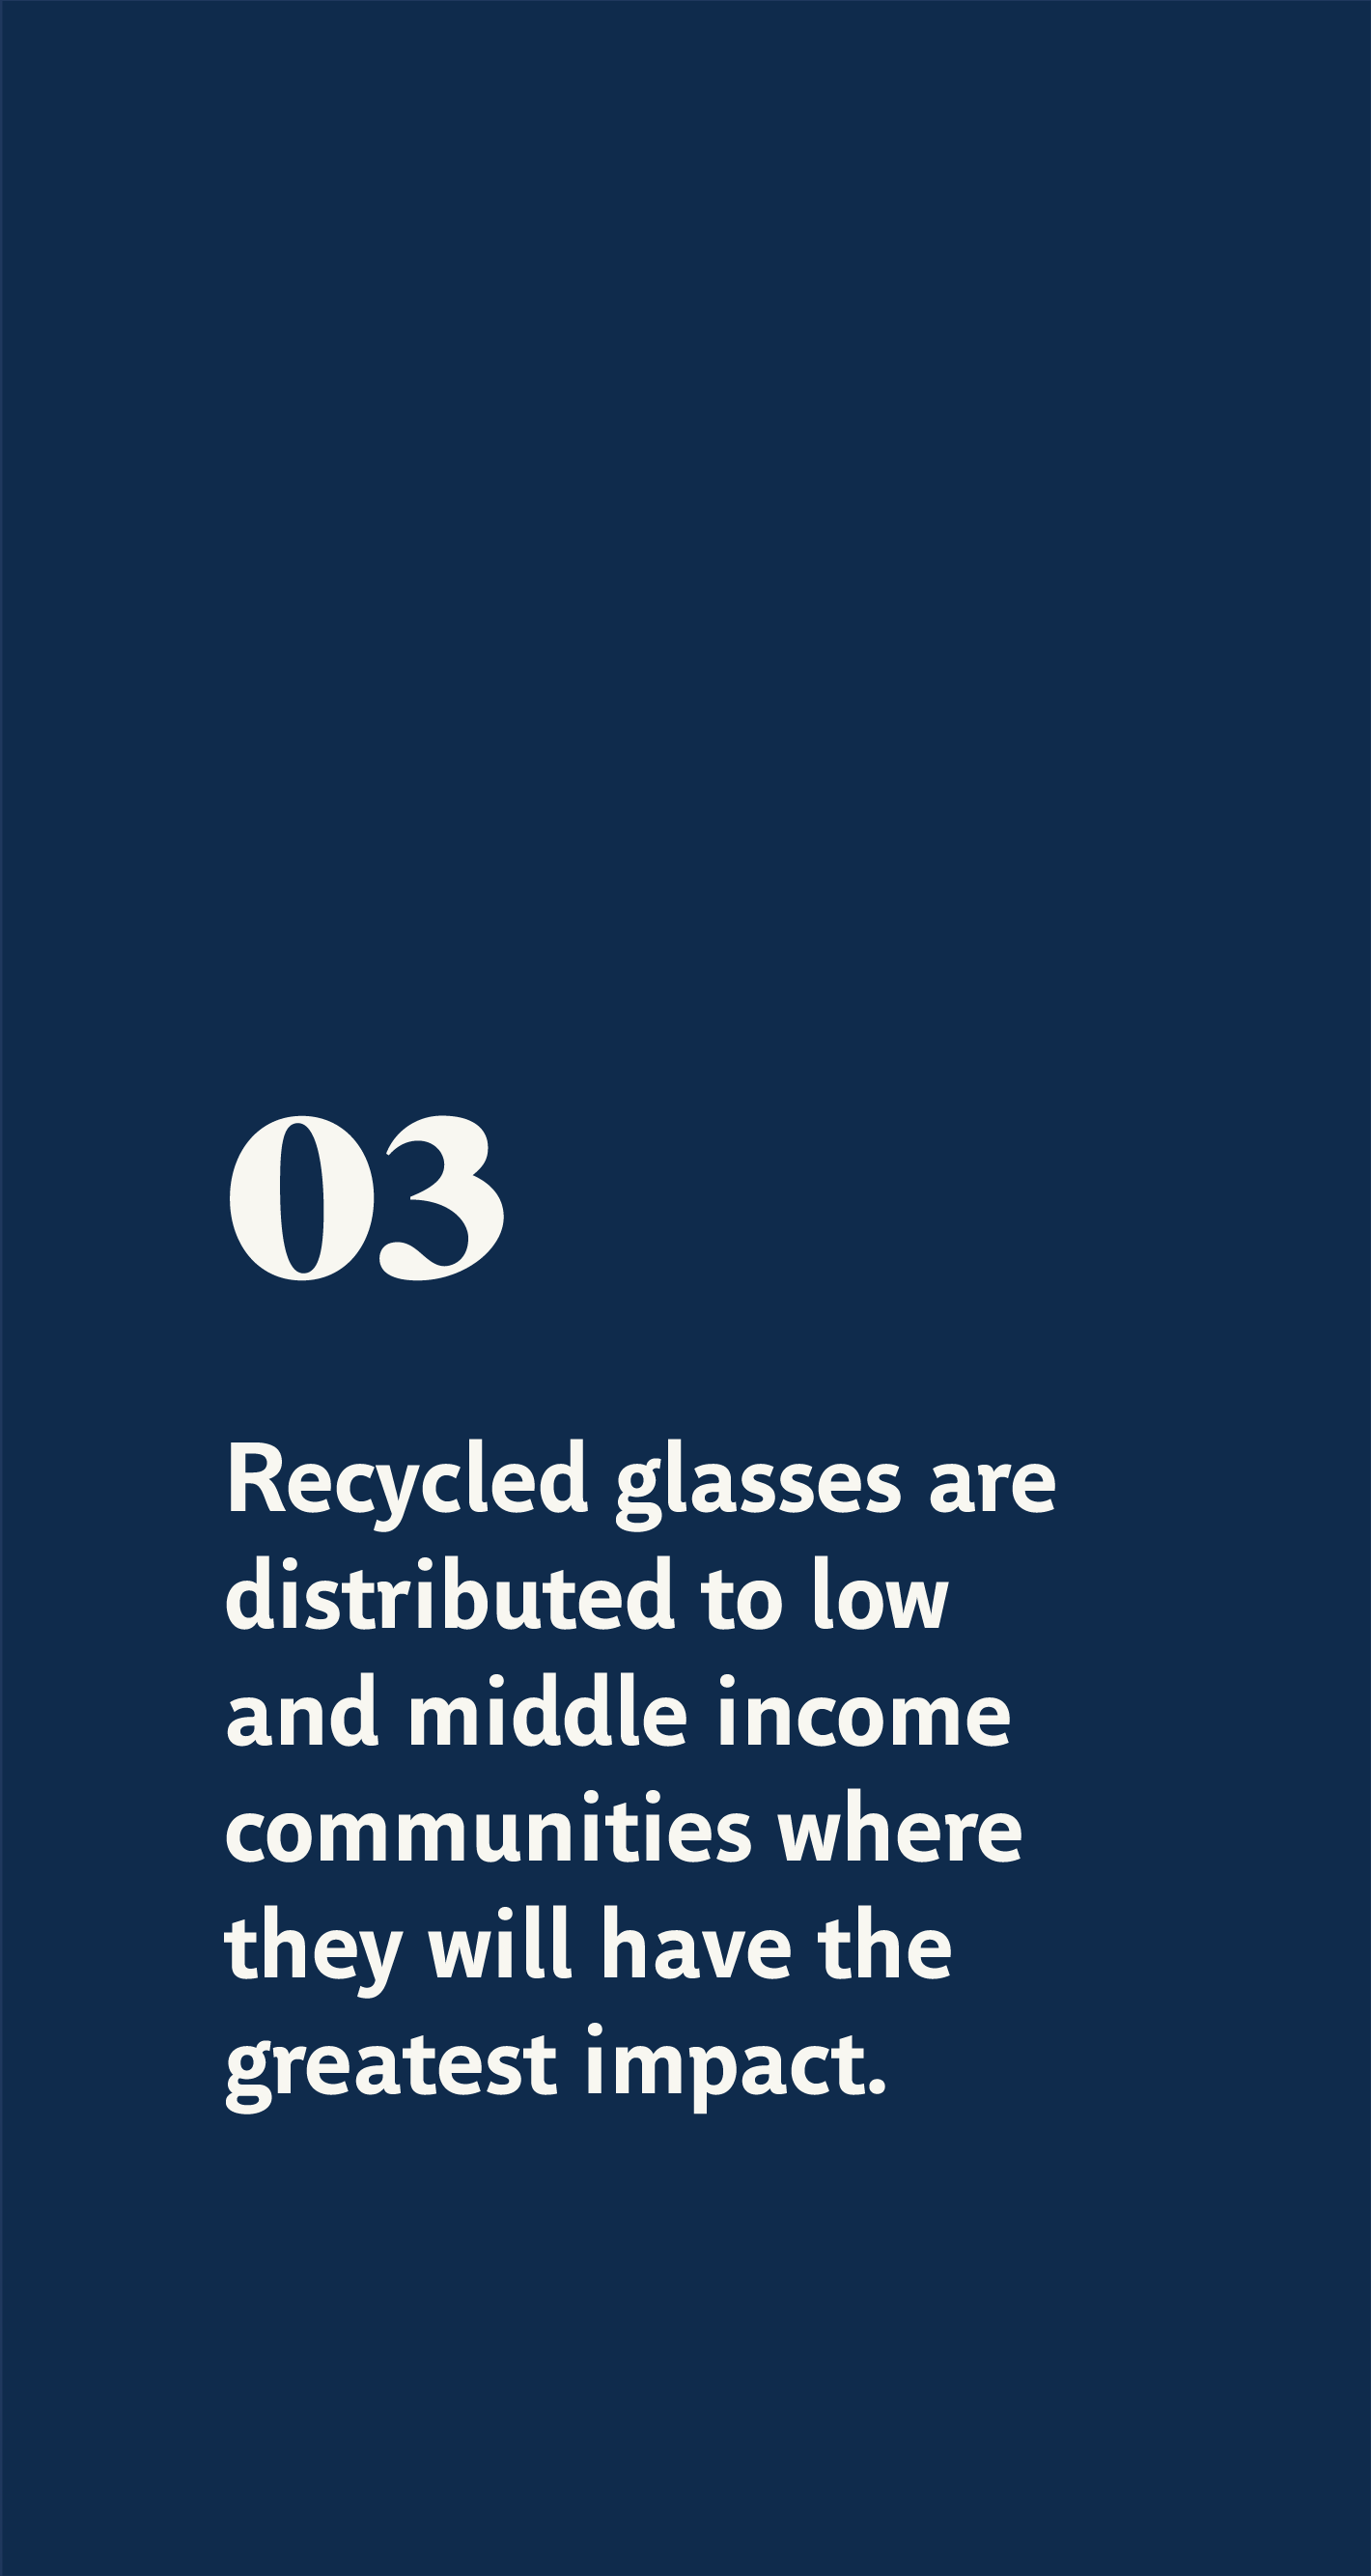 03
Recycled glasses are
distributed to low
and middle income
communities where
they will have the
greatest impact.